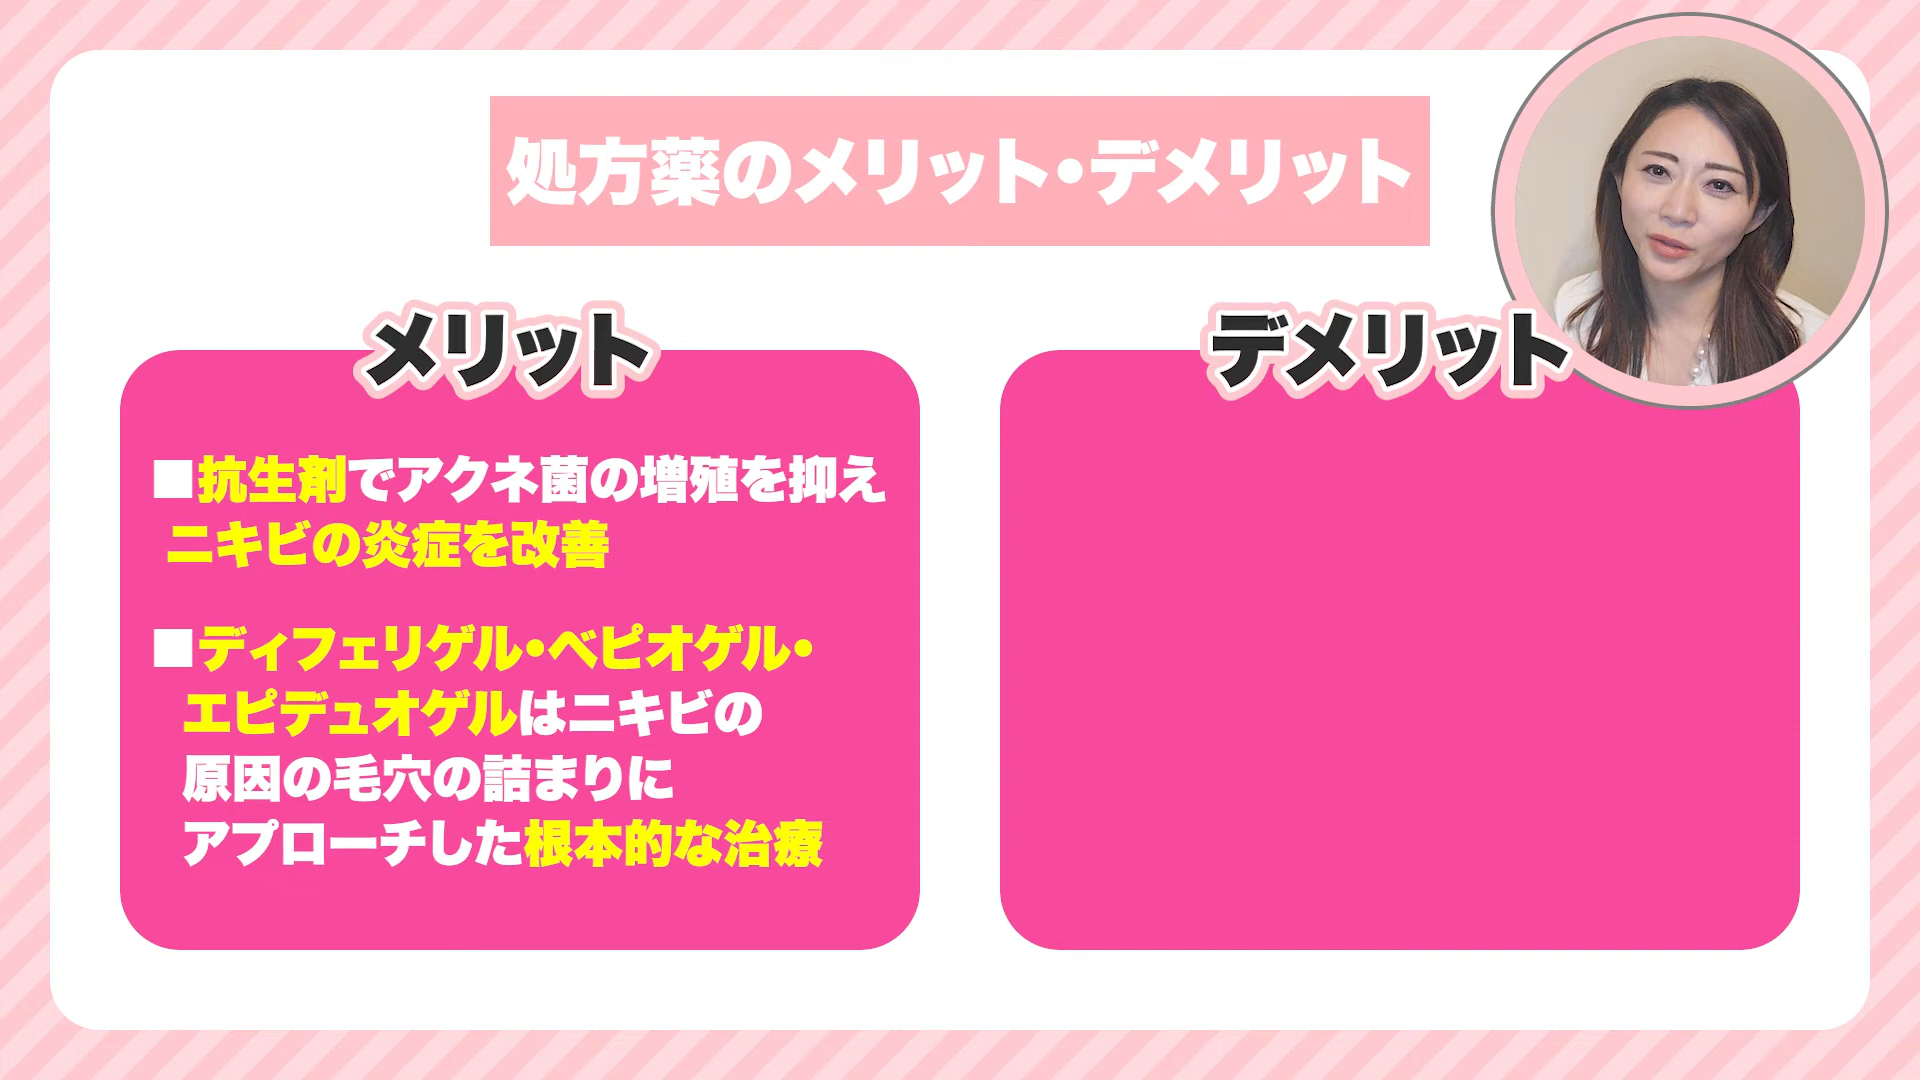 処方薬のメリット・デメリット
メリット
■抗生剤でアクネ菌の増殖を抑え
ニキビの炎症を改善
■ディフェリゲル・ベピオゲル・
エピデュオゲルはニキビの
原因の毛穴の詰まりに
アプローチした根本的な治療
デメリット